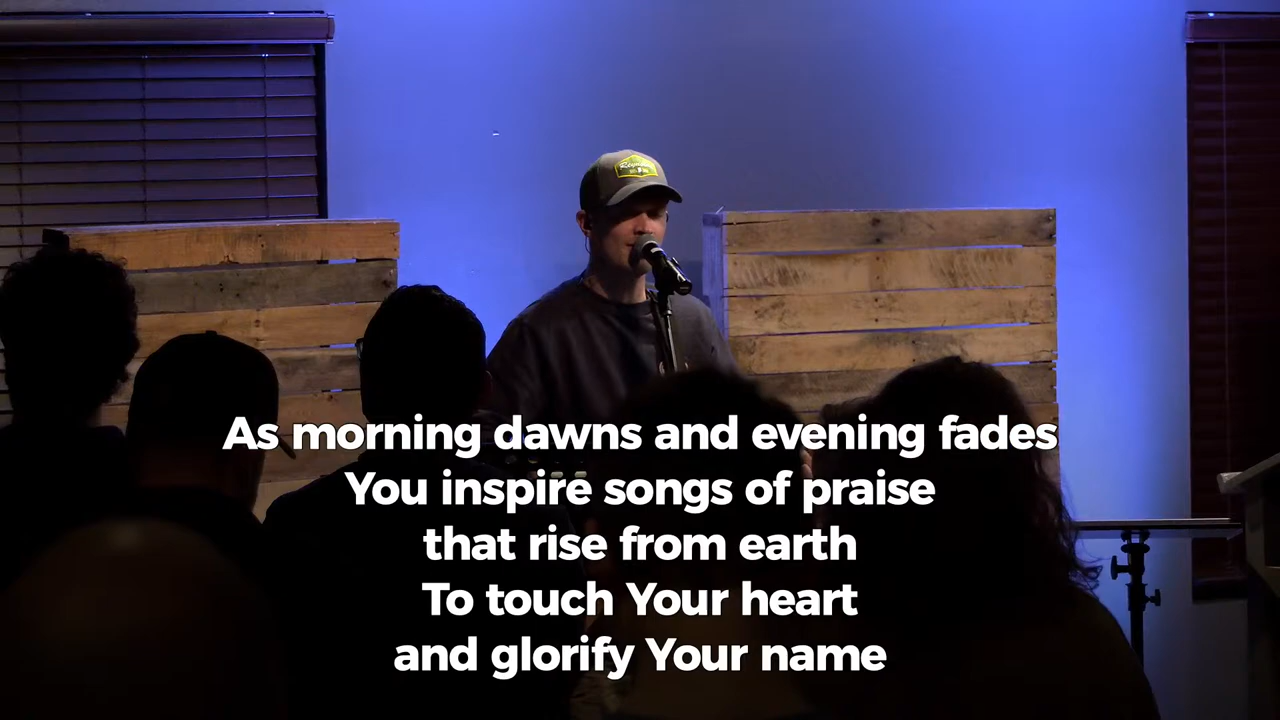 As morning dawns and evening fades
You inspire songs of praise
that rise from earth
To touch Your heart
and glorify Your name